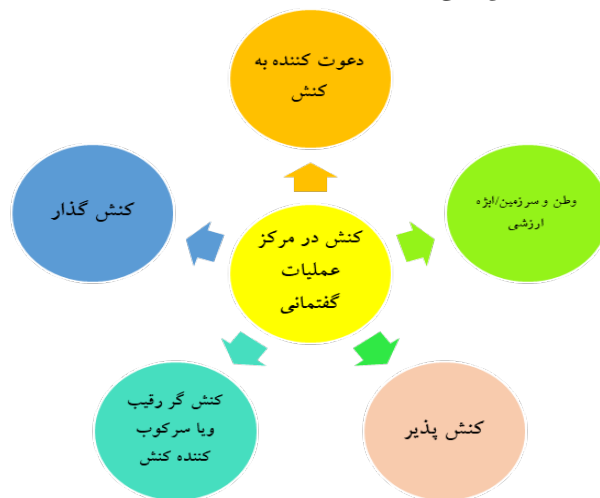 دعوت کننده به
کنش
وطن و سرزمین/ابژه
ارزشی
کنش گذار
کنش در مرکز
عملیات
گفتمانی
کنش گر رقیب
ویا سرکوب
کننده کنش
کنش پذیر